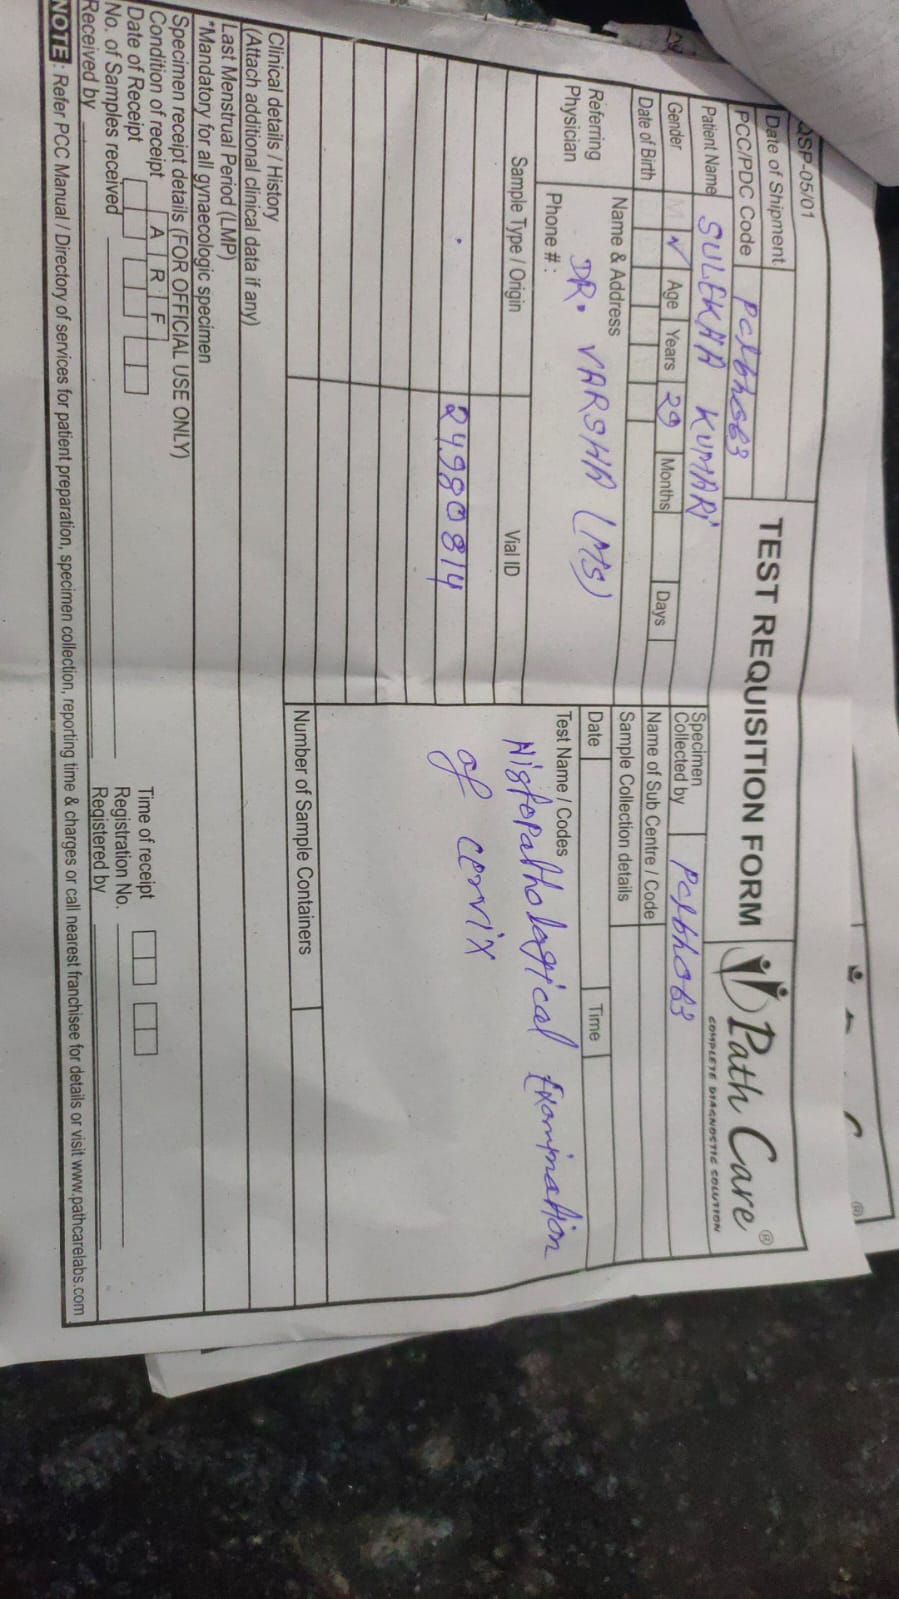 QSP-05/01
Date of Shipment
PCC/PDC Code pclbh063
TEST REQUISITION FORM
Path Care®
COMPLETE DIAGNOSTIC SOLUTION
Patient Name SULEKHA KUMARI
Gender M ✓ Age Years 29 Months Days
Date of Birth
Specimen
Collected by pclbh063
Name of Sub Centre / Code
Sample Collection details
Date Time
Referring
Physician
Name & Address
DR. VARSHA (MS)
Phone # :
Sample Type / Origin Vial ID
24980814
Test Name / Codes
Histopathological Examination
of cervix
Number of Sample Containers
Clinical details / History
(Attach additional clinical data if any)
Last Menstrual Period (LMP)
*Mandatory for all gynaecologic specimen
Specimen receipt details (FOR OFFICIAL USE ONLY)
Condition of receipt A R F
Date of Receipt Time of receipt
No. of Samples received Registration No.
Received by Registered by
NOTE : Refer PCC Manual / Directory of services for patient preparation, specimen collection, reporting time & charges or call nearest franchisee for details or visit www.pathcarelabs.com